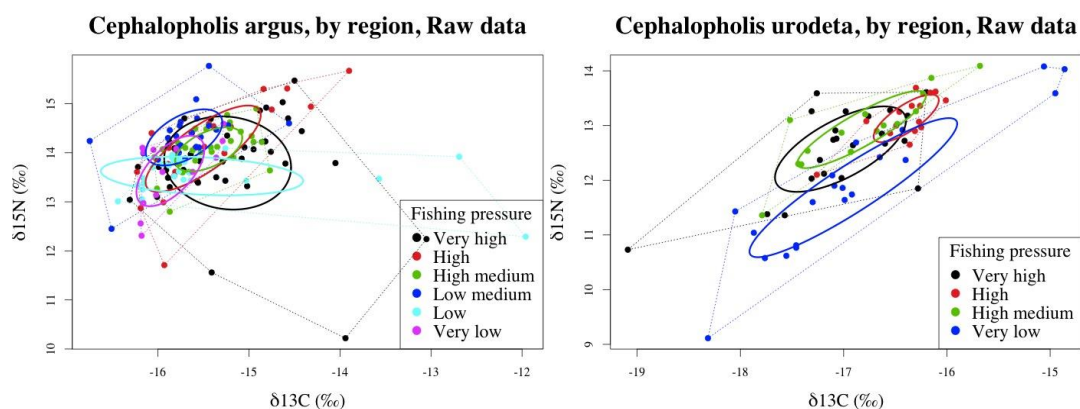 Cephalopholis argus, by region, Raw data
δ15N (‰)
15
14
13
12
11
10
-16
-15
-14
-13
-12
δ13C (‰)
Fishing pressure
Very high
High
High medium
Low medium
Low
Very low
Cephalopholis urodeta, by region, Raw data
δ15N (‰)
14
13
12
11
10
9
-19
-18
-17
-16
-15
δ13C (‰)
Fishing pressure
Very high
High
High medium
Very low